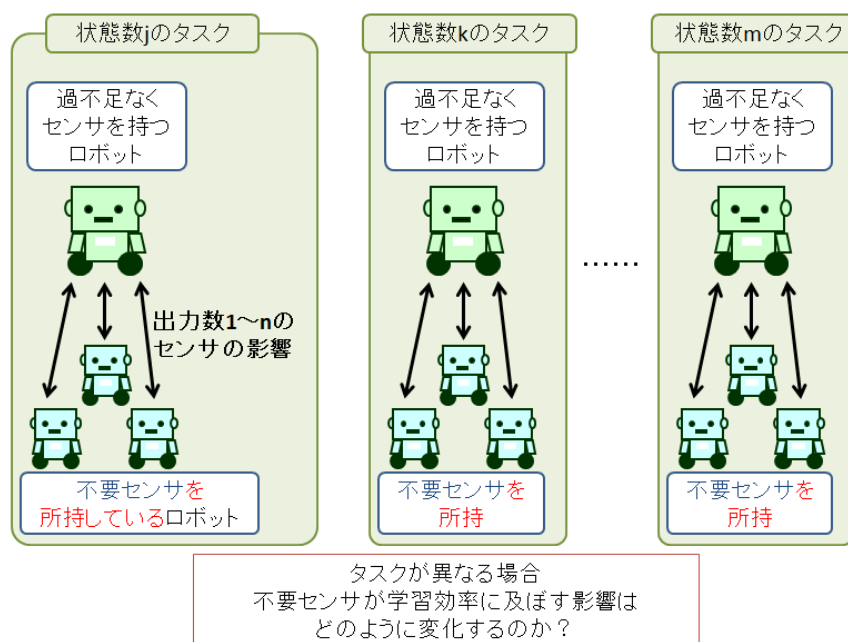 状態数jのタスク
過不足なく
センサを持つ
ロボット
出力数1～nの
センサの影響
不要センサを
所持しているロボット
状態数kのタスク
過不足なく
センサを持つ
ロボット
不要センサを
所持
……
状態数mのタスク
過不足なく
センサを持つ
ロボット
不要センサを
所持
タスクが異なる場合
不要センサが学習効率に及ぼす影響は
どのように変化するのか？